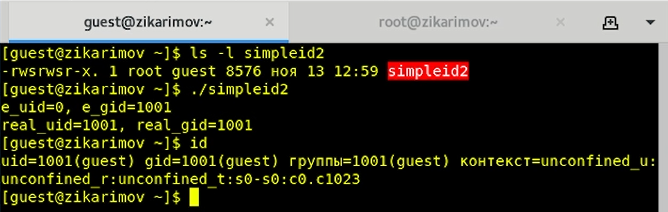 guest@zikarimov:~ × root@zikarimov:~ ×
[guest@zikarimov ~]$ ls -l simpleid2
-rwsrwsr-x. 1 root guest 8576 ноя 13 12:59 simpleid2
[guest@zikarimov ~]$ ./simpleid2
e_uid=0, e_gid=1001
real_uid=1001, real_gid=1001
[guest@zikarimov ~]$ id
uid=1001(guest) gid=1001(guest) группы=1001(guest) контекст=unconfined_u:
unconfined_r:unconfined_t:s0-s0:c0.c1023
[guest@zikarimov ~]$